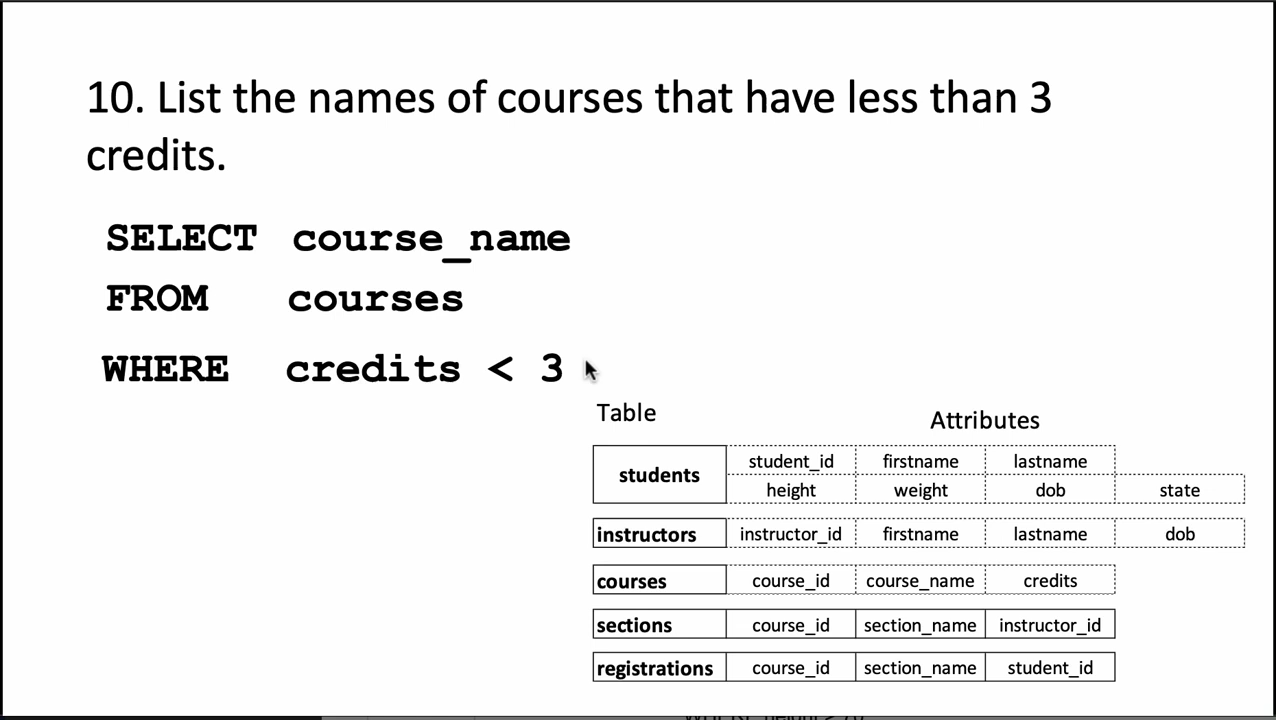 10. List the names of courses that have less than 3
credits.
SELECT course_name
FROM courses
WHERE credits < 3
Table Attributes
students student_id firstname lastname
height weight dob state
instructors instructor_id firstname lastname dob
courses course_id course_name credits
sections course_id section_name instructor_id
registrations course_id section_name student_id